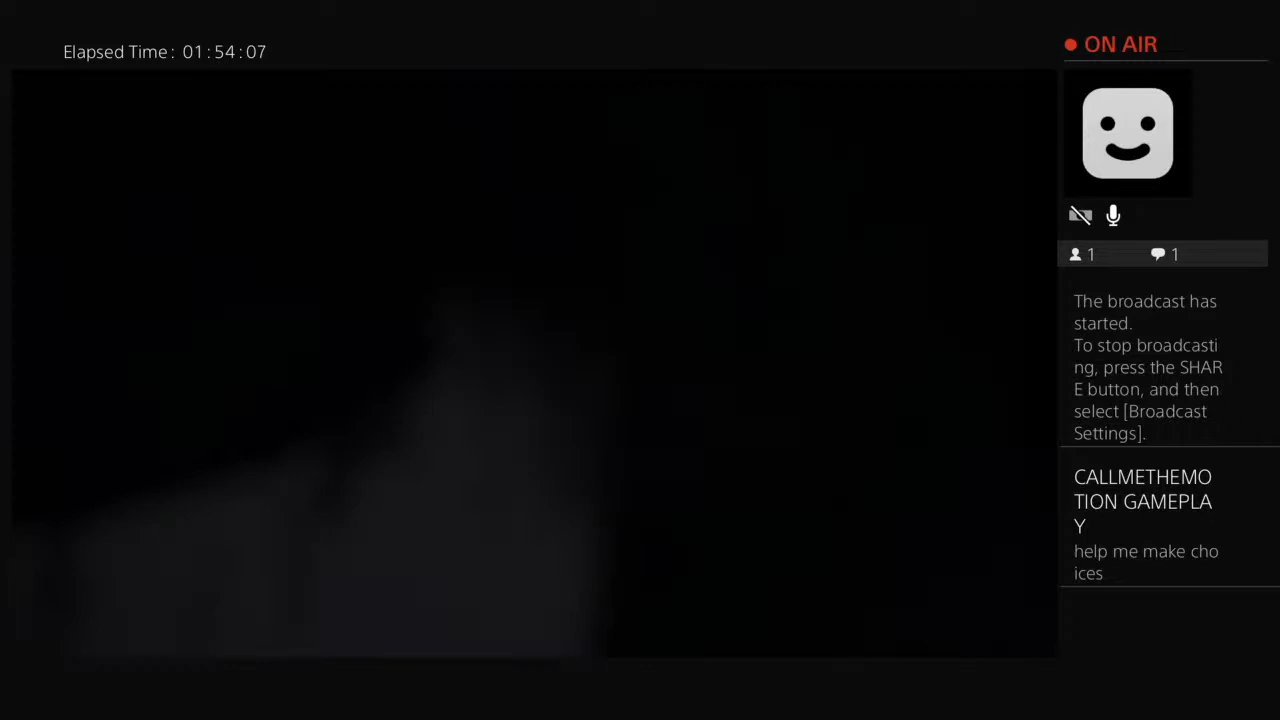 Elapsed Time: 01:54:07
ON AIR
1 1
The broadcast has
started.
To stop broadcasti
ng, press the SHAR
E button, and then
select [Broadcast
Settings].
CALLMETHEMO
TION GAMEPLA
Y
help me make cho
ices